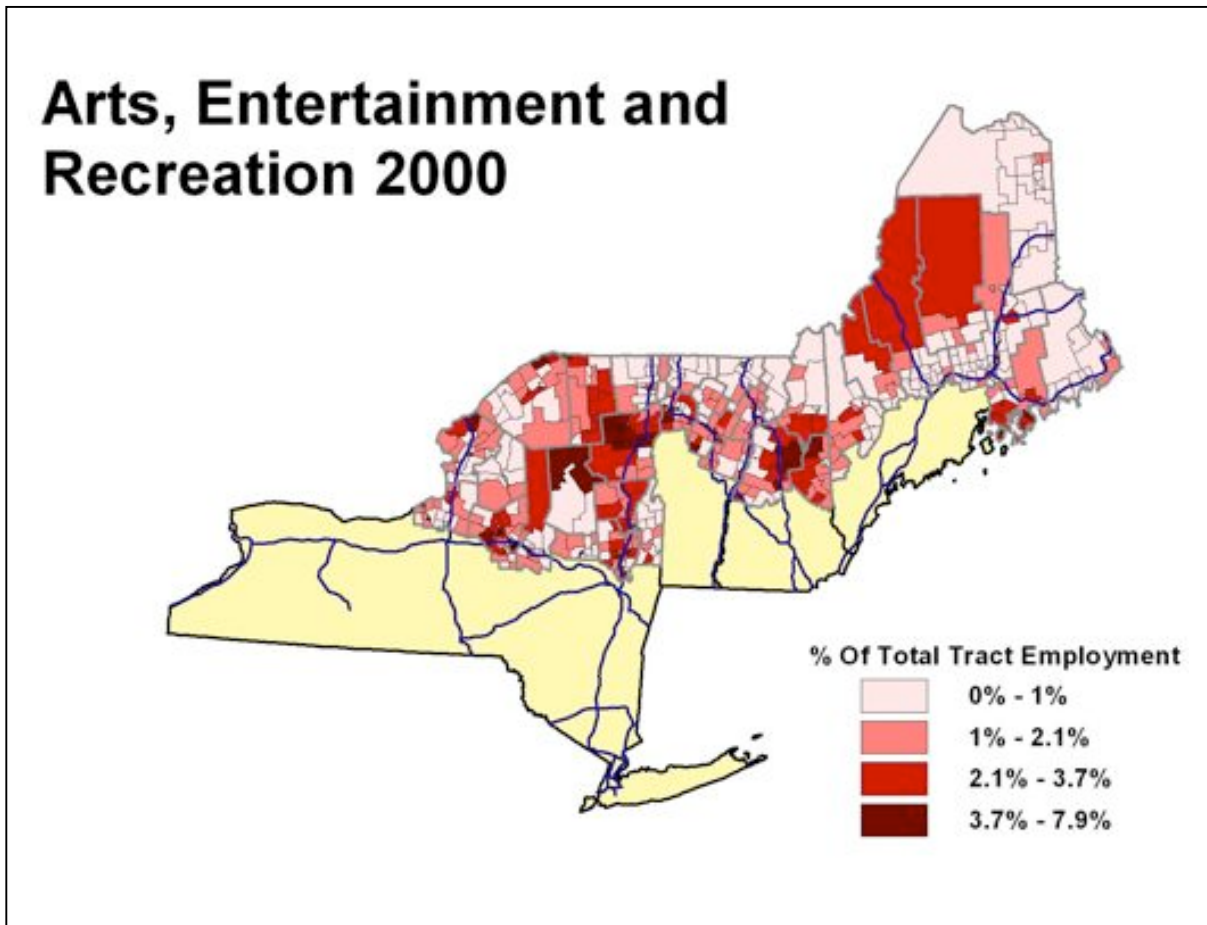 Arts, Entertainment and
Recreation 2000
% Of Total Tract Employment
0% - 1%
1% - 2.1%
2.1% - 3.7%
3.7% - 7.9%